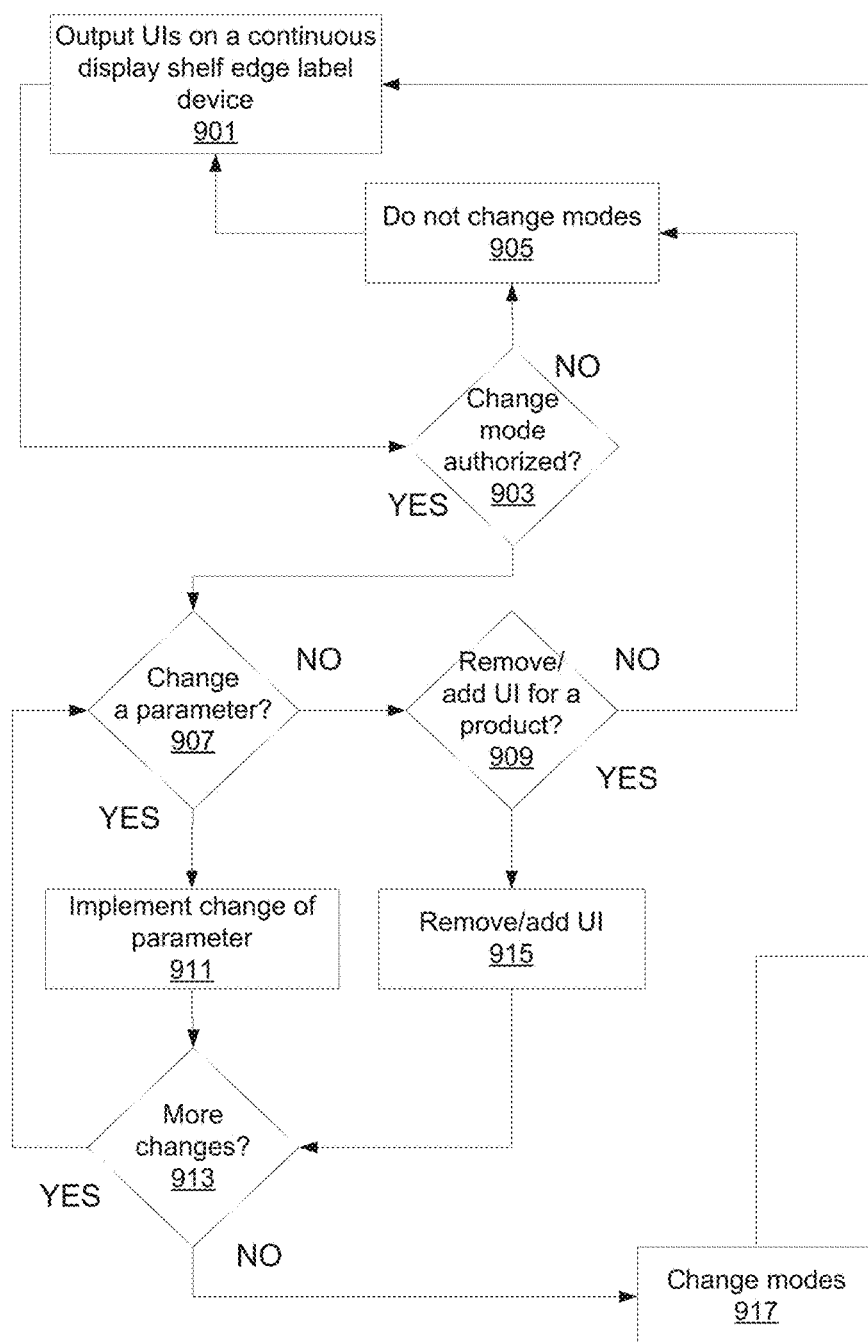 Output UIs on a continuous
display shelf edge label
device
901
Do not change modes
905
NO
Change
mode
authorized?
903
YES
Change
a parameter?
907
NO
YES
Remove/
add UI for a
product?
909
NO
YES
Implement change of
parameter
911
Remove/add UI
915
More
changes?
913
YES
NO
Change modes
917